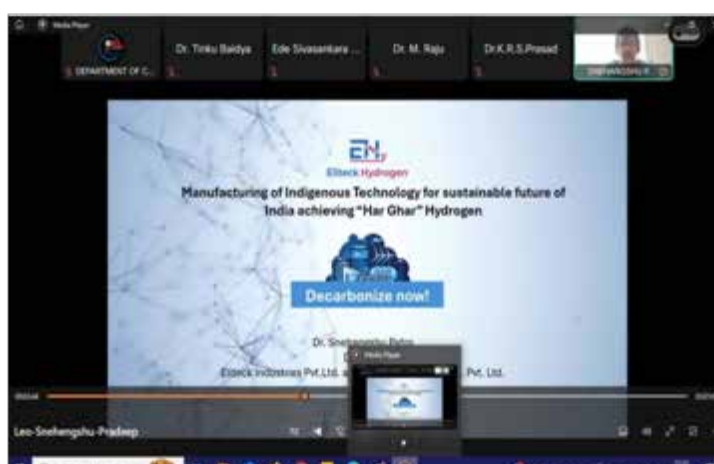 Media Player
DEPARTMENT OF C...
Dr. Tinku Baidya
Ede Sivasankara ...
Dr. M. Raju
Dr.K.R.S.Prasad
EHy
Elteck Hydrogen
Manufacturing of Indigenous Technology for sustainable future of
India achieving "Har Ghar" Hydrogen
Decarbonize now!
Dr. Snehangshu
Media Player
Elteck Industries Pvt.Ltd. a
Pvt. Ltd.
Leo-Snehengshu-Pradeep